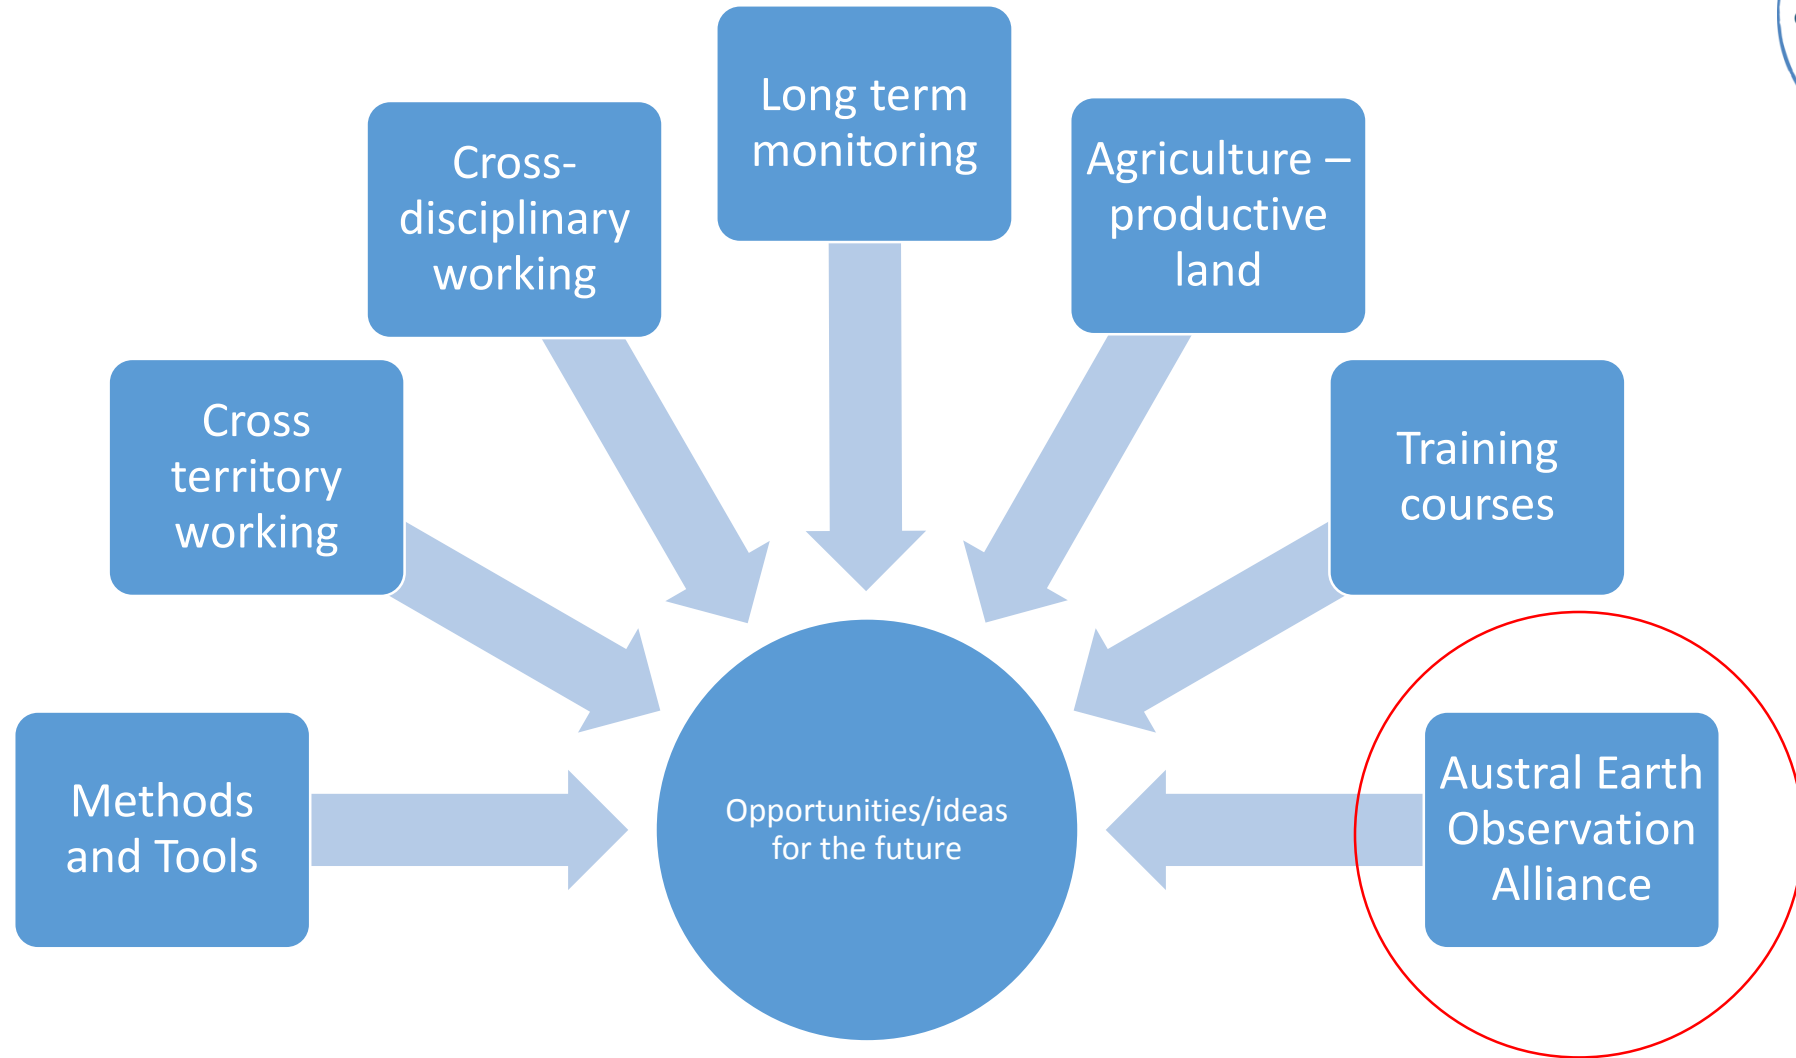 Long term
monitoring
Cross-
disciplinary
working
Agriculture –
productive
land
Cross
territory
working
Training
courses
Methods
and Tools
Opportunities/ideas
for the future
Austral Earth
Observation
Alliance